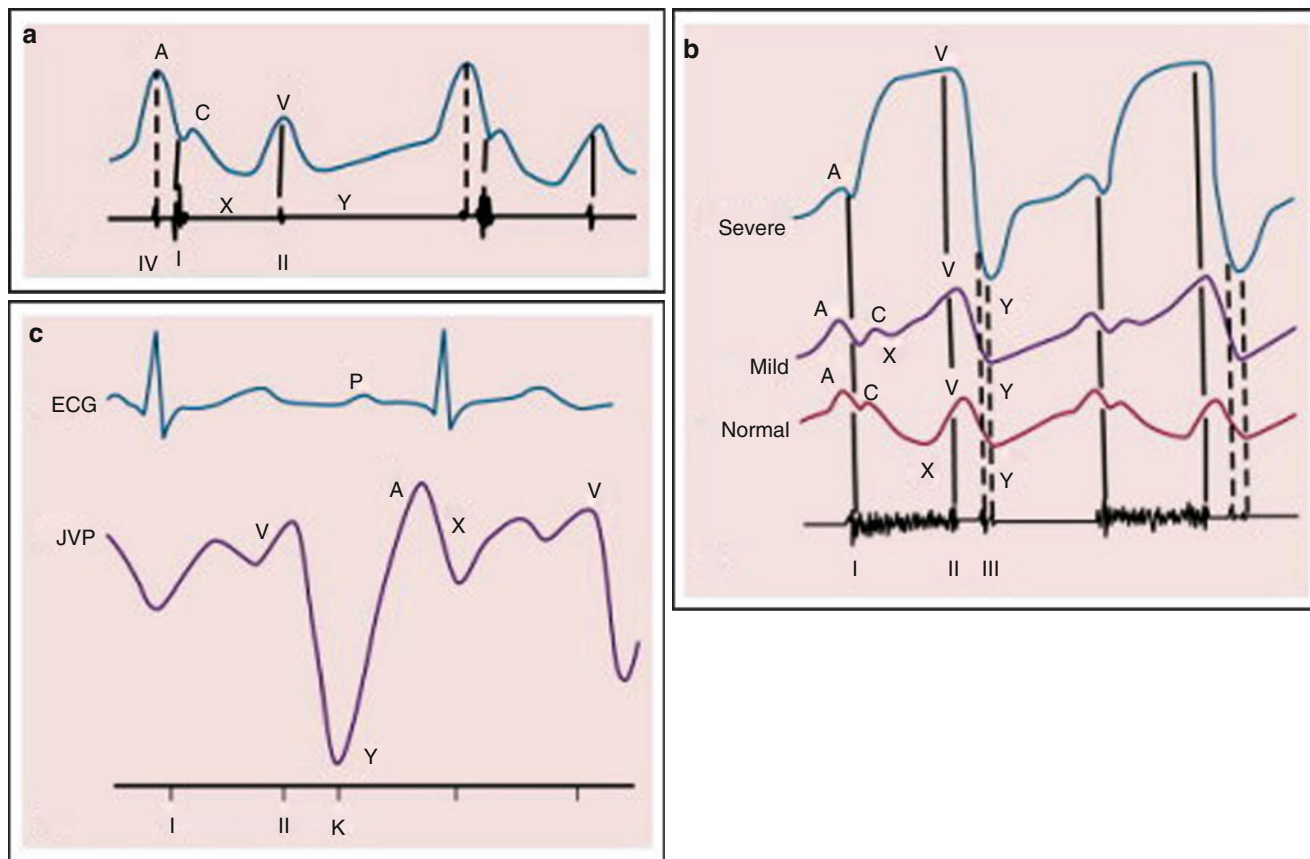 a
A
C
V
X
Y
IV I II
b
V
A
Severe
V
A C Y
X
Mild
A C V Y
Normal
X Y
I II III
c
P
ECG
A V
V X
JVP
Y
I II K